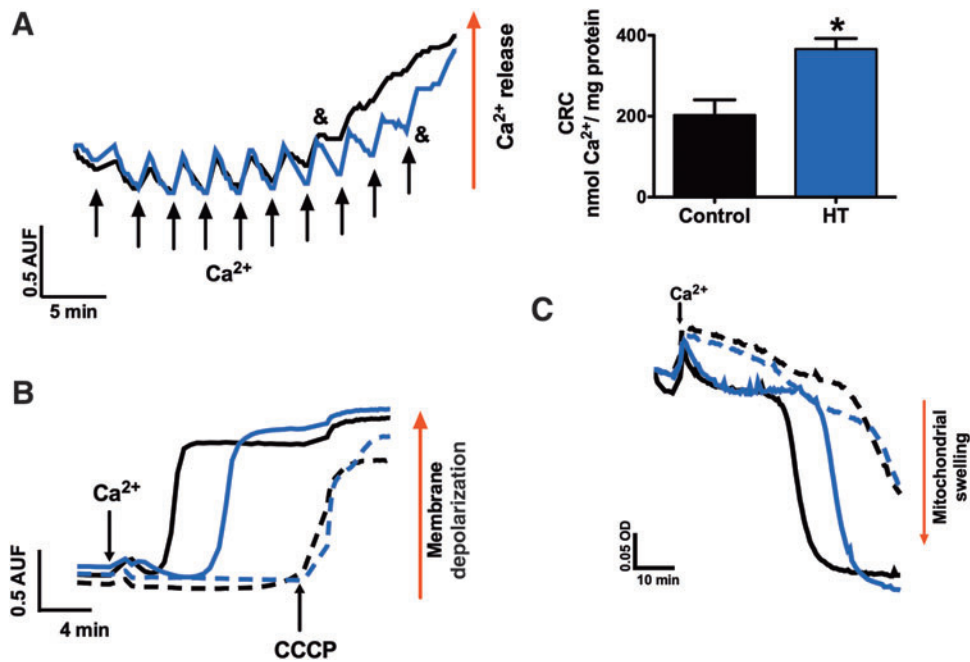 A
&
&
Ca2+
0.5 AUF
5 min
Ca2+ release
CRC
nmol Ca2+/ mg protein
400
200
0
*
Control
HT
B
Ca2+
0.5 AUF
4 min
CCCP
Membrane
depolarization
C
Ca2+
0.05 OD
10 min
Mitochondrial
swelling